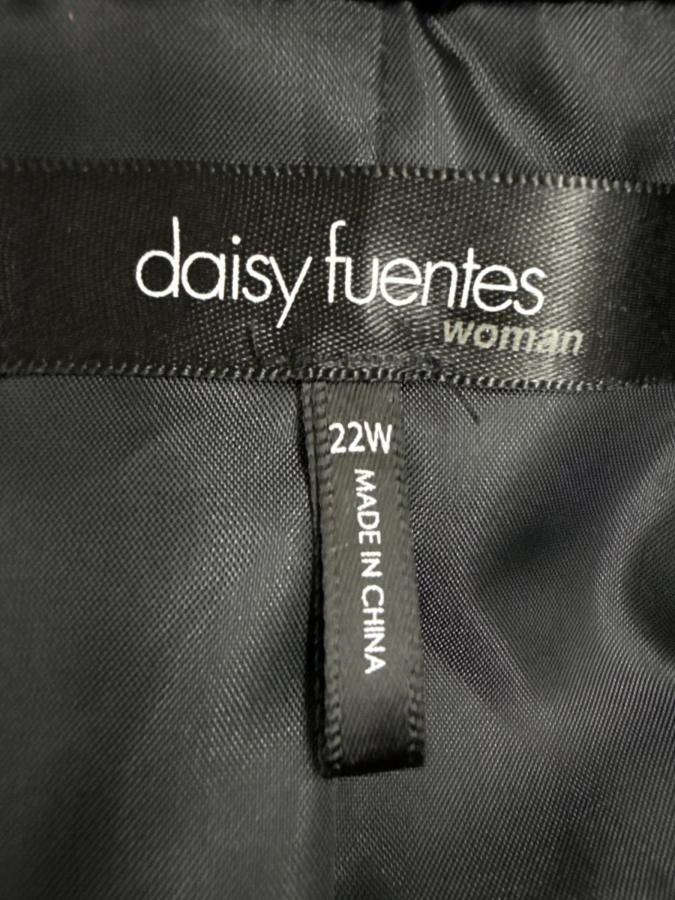 daisy fuentes
woman
22W
MADE IN CHINA